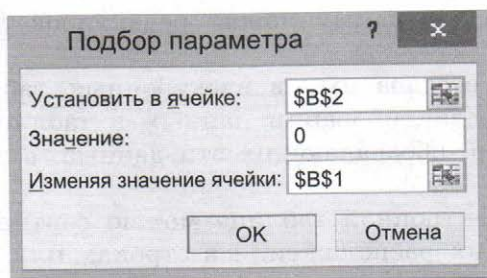 Подбор параметра ? x
Установить в ячейке: $B$2
Значение: 0
Изменяя значение ячейки: $B$1
OK Отмена